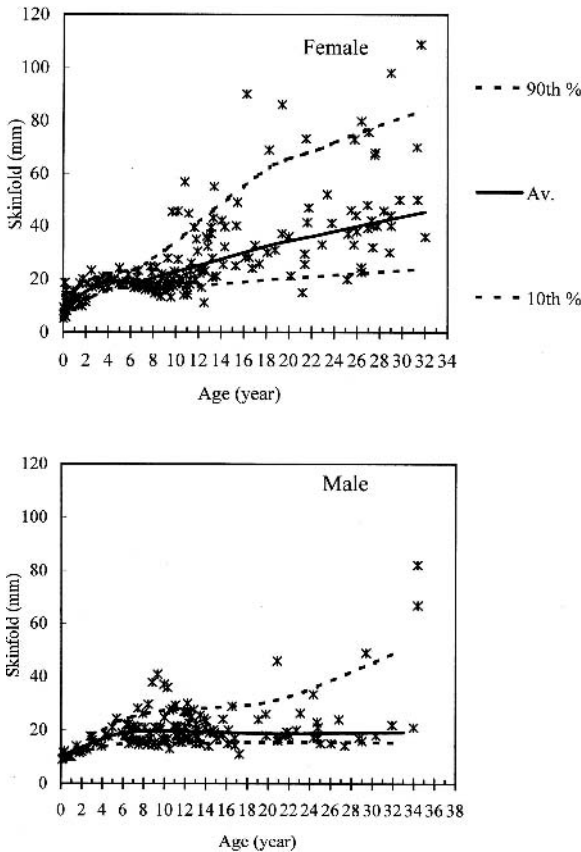 120
Female
100
80
60
40
20
0
Skinfold (mm)
0 2 4 6 8 10 12 14 16 18 20 22 24 26 28 30 32 34
Age (year)
90th %
Av.
10th %
120
Male
100
80
60
40
20
0
Skinfold (mm)
0 2 4 6 8 10 12 14 16 18 20 22 24 26 28 30 32 34 36 38
Age (year)